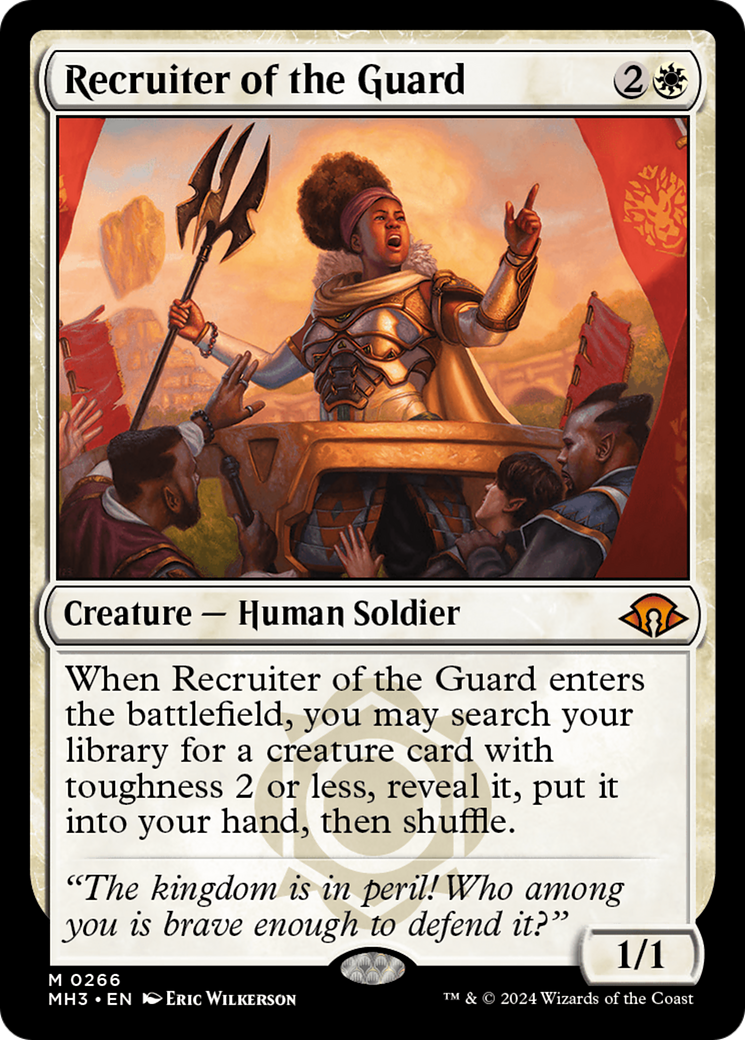 Recruiter of the Guard 2
Creature — Human Soldier
When Recruiter of the Guard enters
the battlefield, you may search your
library for a creature card with
toughness 2 or less, reveal it, put it
into your hand, then shuffle.
“The kingdom is in peril! Who among
you is brave enough to defend it?”
1/1
M 0266
MH3 • EN Eric Wilkerson ™ & © 2024 Wizards of the Coast